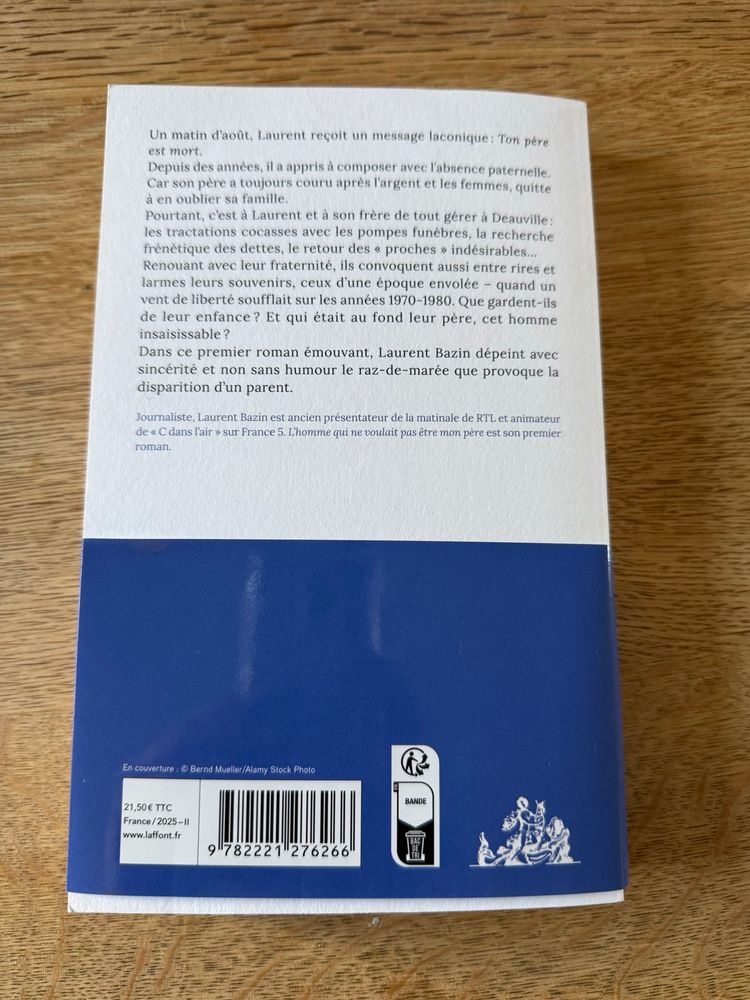 Un matin d'août, Laurent reçoit un message laconique : Ton père
est mort.
Depuis des années, il a appris à composer avec l'absence paternelle.
Car son père a toujours couru après l'argent et les femmes, quitte
à en oublier sa famille.
Pourtant, c'est à Laurent et à son frère de tout gérer à Deauville :
les tractations cocasses avec les pompes funèbres, la recherche
frénétique des dettes, le retour des « proches » indésirables...
Renouant avec leur fraternité, ils convoquent aussi entre rires et
larmes leurs souvenirs, ceux d'une époque envolée – quand un
vent de liberté soufflait sur les années 1970-1980. Que gardent-ils
de leur enfance ? Et qui était au fond leur père, cet homme
insaisissable ?
Dans ce premier roman émouvant, Laurent Bazin dépeint avec
sincérité et non sans humour le raz-de-marée que provoque la
disparition d'un parent.
Journaliste, Laurent Bazin est ancien présentateur de la matinale de RTL et animateur
de « C dans l'air » sur France 5. L'homme qui ne voulait pas être mon père est son premier
roman.
En couverture : © Bernd Mueller/Alamy Stock Photo
21,50 € TTC
France / 2025-II
www.laffont.fr
9 782221 276266
BANDE
BAC
DE
TRI